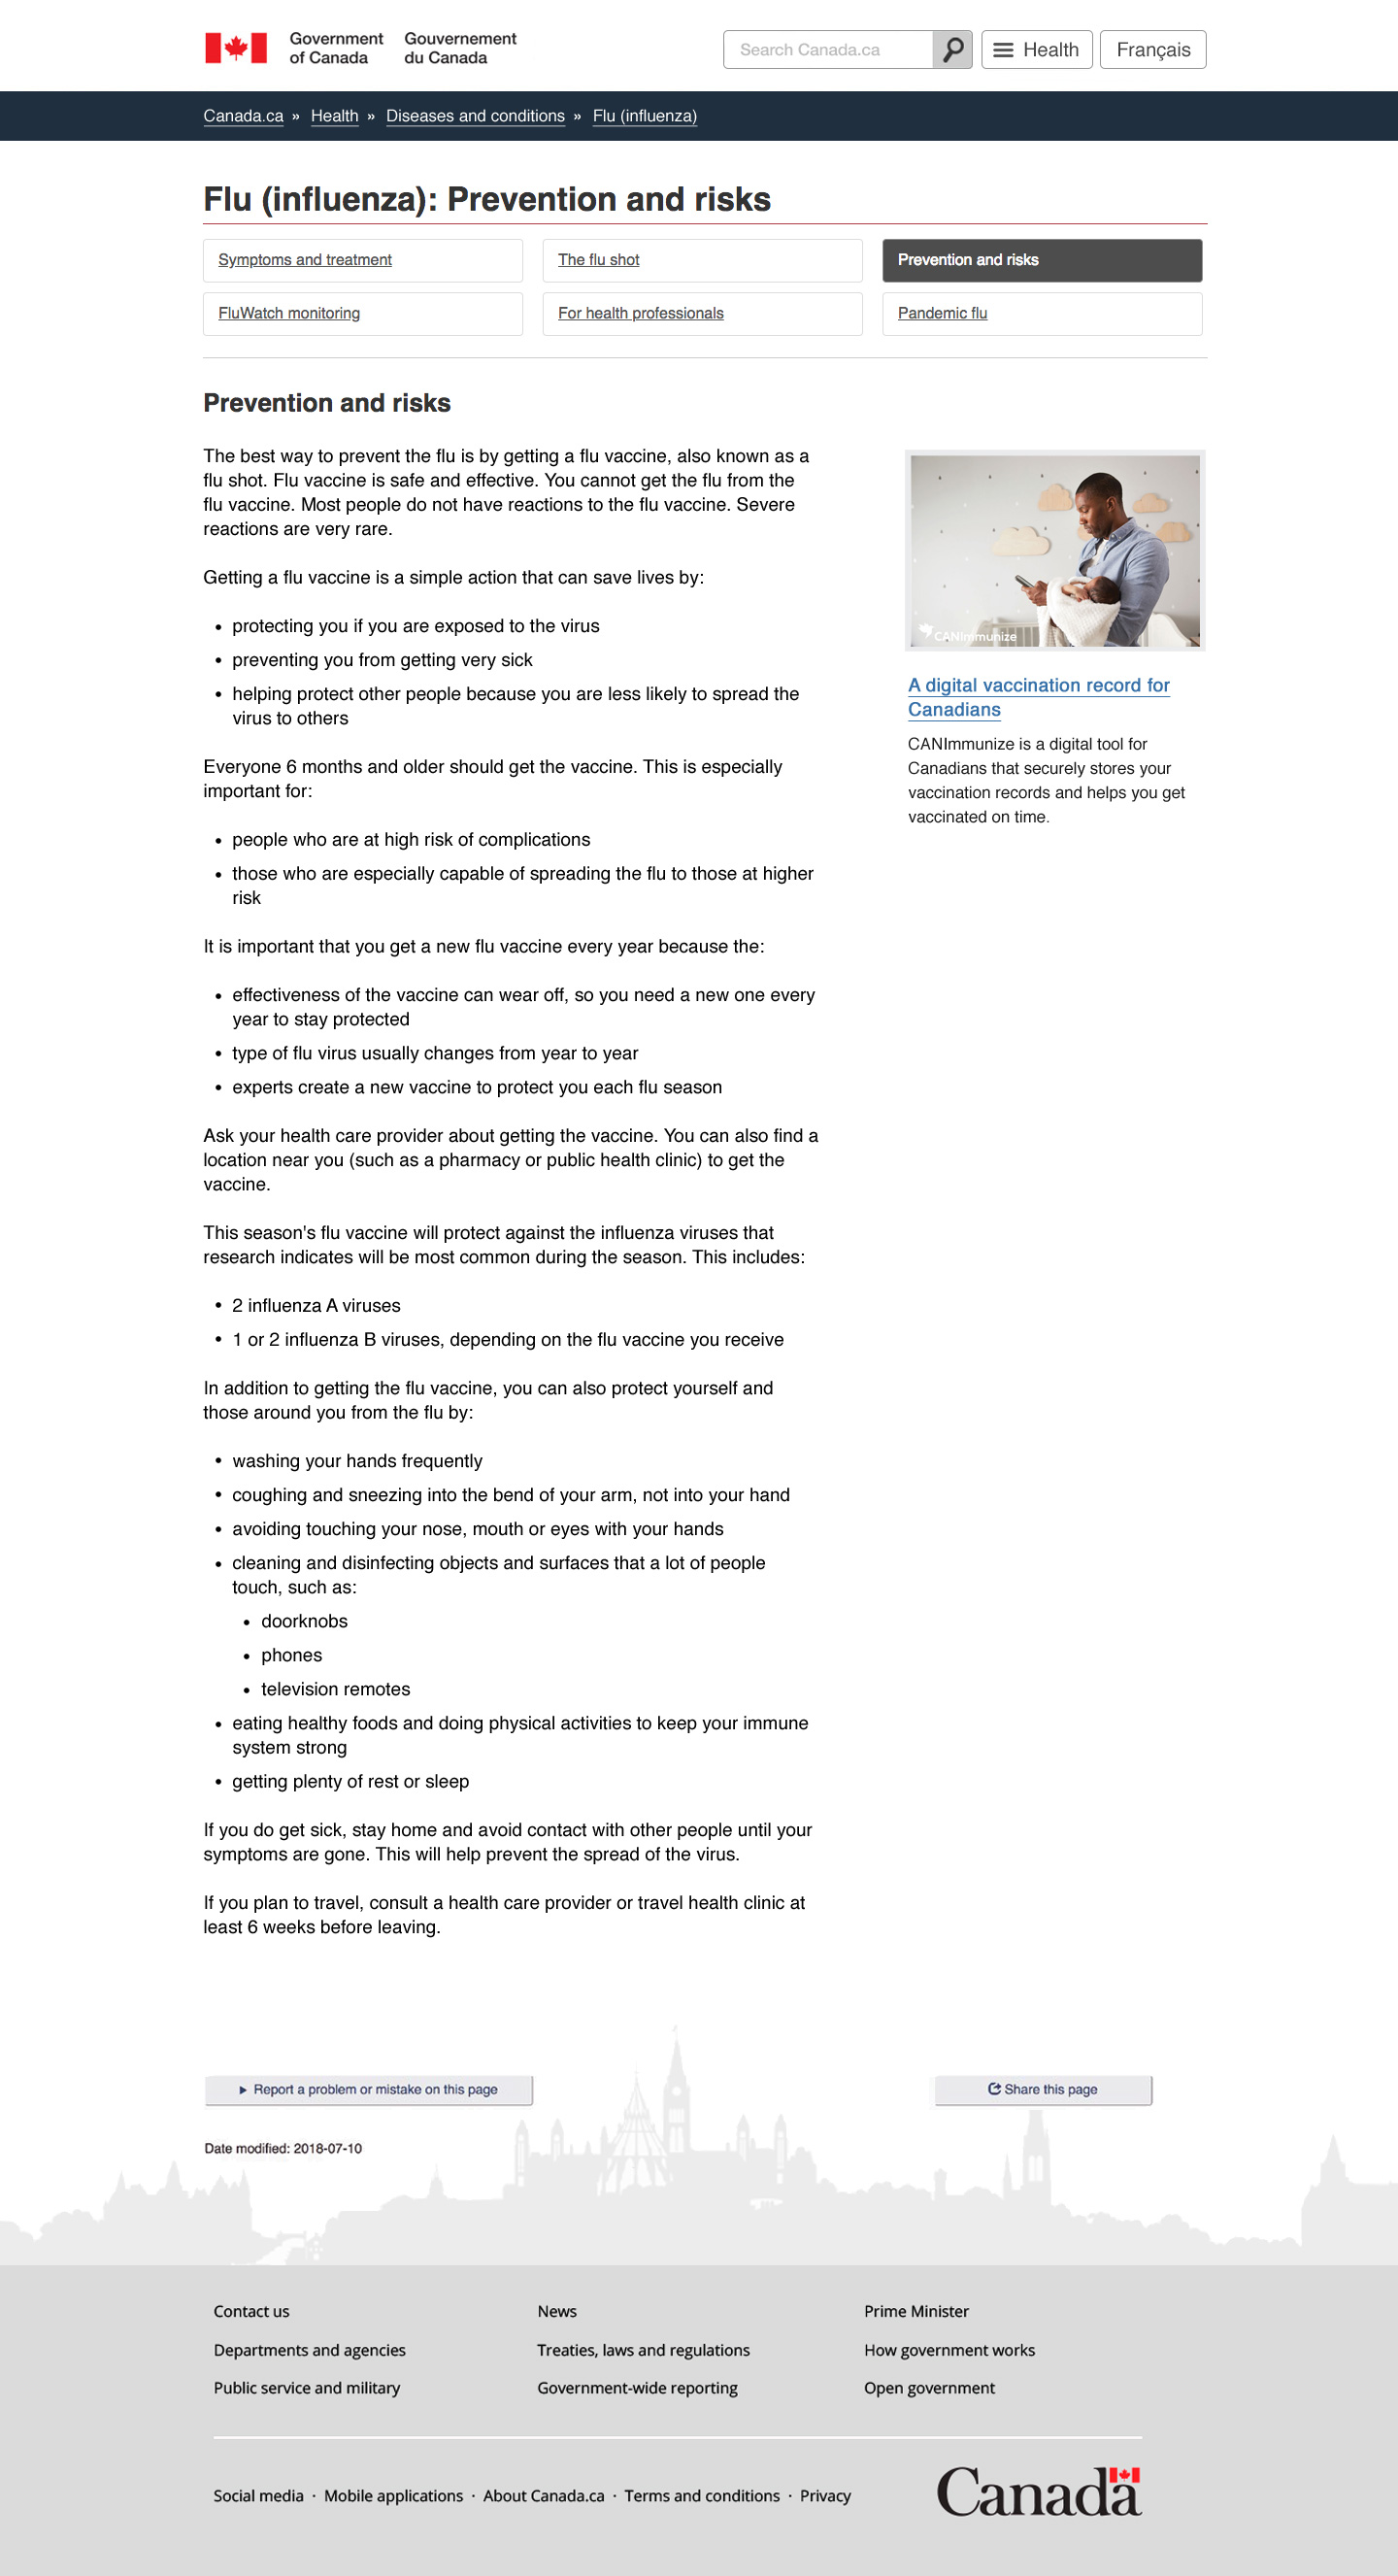 Government
of Canada
Gouvernement
du Canada
Search Canada.ca
Health
Français
Canada.ca » Health » Diseases and conditions » Flu (influenza)
Flu (influenza): Prevention and risks
Symptoms and treatment
The flu shot
Prevention and risks
FluWatch monitoring
For health professionals
Pandemic flu
Prevention and risks
The best way to prevent the flu is by getting a flu vaccine, also known as a
flu shot. Flu vaccine is safe and effective. You cannot get the flu from the
flu vaccine. Most people do not have reactions to the flu vaccine. Severe
reactions are very rare.
Getting a flu vaccine is a simple action that can save lives by:
• protecting you if you are exposed to the virus
• preventing you from getting very sick
• helping protect other people because you are less likely to spread the
virus to others
Everyone 6 months and older should get the vaccine. This is especially
important for:
• people who are at high risk of complications
• those who are especially capable of spreading the flu to those at higher
risk
It is important that you get a new flu vaccine every year because the:
• effectiveness of the vaccine can wear off, so you need a new one every
year to stay protected
• type of flu virus usually changes from year to year
• experts create a new vaccine to protect you each flu season
Ask your health care provider about getting the vaccine. You can also find a
location near you (such as a pharmacy or public health clinic) to get the
vaccine.
This season's flu vaccine will protect against the influenza viruses that
research indicates will be most common during the season. This includes:
• 2 influenza A viruses
• 1 or 2 influenza B viruses, depending on the flu vaccine you receive
In addition to getting the flu vaccine, you can also protect yourself and
those around you from the flu by:
• washing your hands frequently
• coughing and sneezing into the bend of your arm, not into your hand
• avoiding touching your nose, mouth or eyes with your hands
• cleaning and disinfecting objects and surfaces that a lot of people
touch, such as:
• doorknobs
• phones
• television remotes
• eating healthy foods and doing physical activities to keep your immune
system strong
• getting plenty of rest or sleep
If you do get sick, stay home and avoid contact with other people until your
symptoms are gone. This will help prevent the spread of the virus.
If you plan to travel, consult a health care provider or travel health clinic at
least 6 weeks before leaving.
CANImmunize
A digital vaccination record for
Canadians
CANImmunize is a digital tool for
Canadians that securely stores your
vaccination records and helps you get
vaccinated on time.
Report a problem or mistake on this page
Share this page
Date modified: 2018-07-10
Contact us
News
Prime Minister
Departments and agencies
Treaties, laws and regulations
How government works
Public service and military
Government-wide reporting
Open government
Social media · Mobile applications · About Canada.ca · Terms and conditions · Privacy
Canada